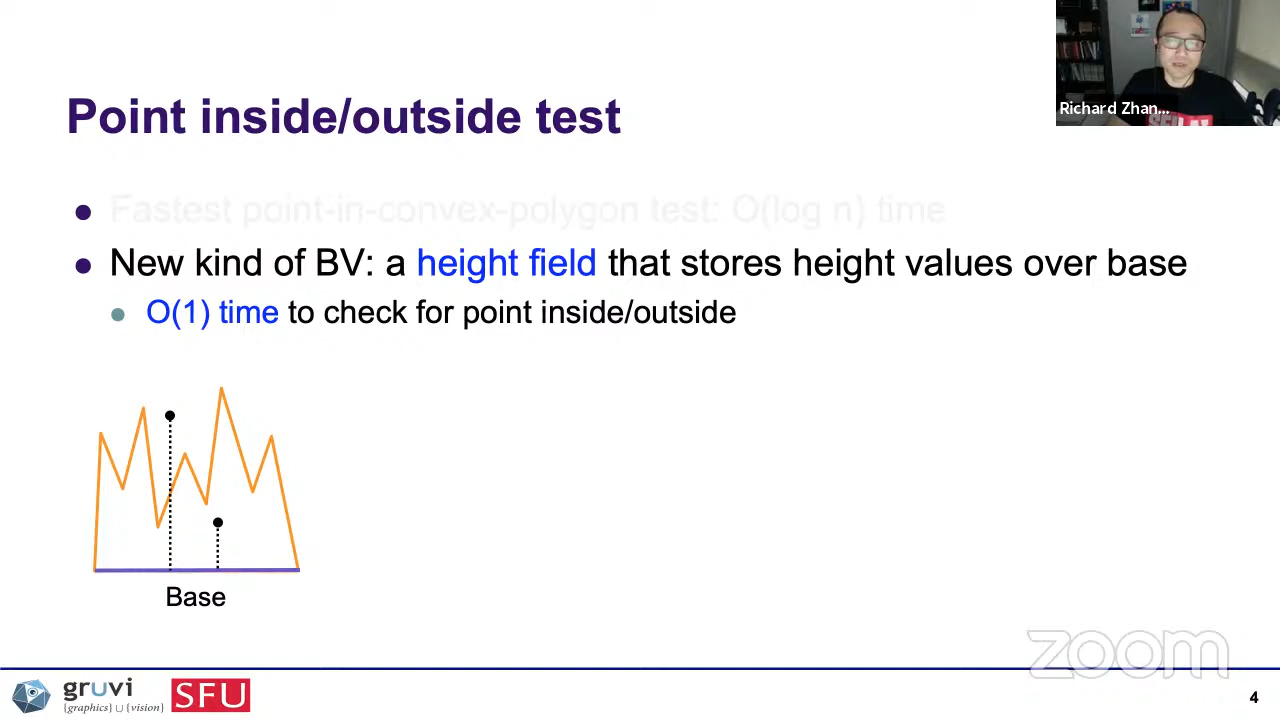 Richard Zhan...
Point inside/outside test
Fastest point-in-convex-polygon test: O(log n) time
New kind of BV: a height field that stores height values over base
O(1) time to check for point inside/outside
Base
zoom
gruvi
{graphics} ∪ {vision}
SFU
4